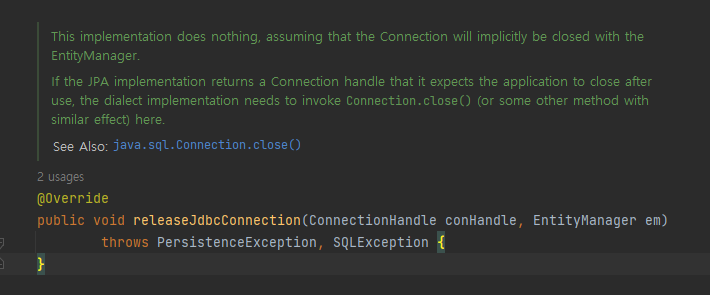 This implementation does nothing, assuming that the Connection will implicitly be closed with the
EntityManager.
If the JPA implementation returns a Connection handle that it expects the application to close after
use, the dialect implementation needs to invoke Connection.close() (or some other method with
similar effect) here.
See Also: java.sql.Connection.close()
2 usages
@Override
public void releaseJdbcConnection(ConnectionHandle conHandle, EntityManager em)
throws PersistenceException, SQLException {
}